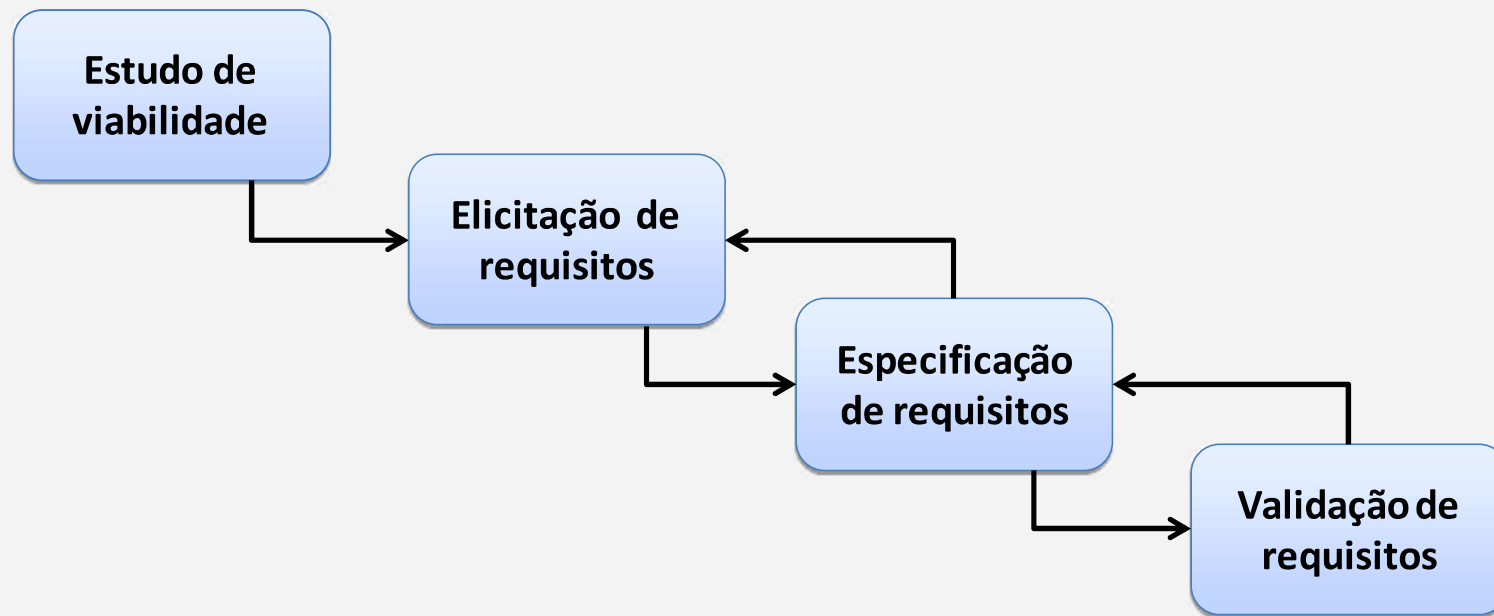 Estudo de
viabilidade
Elicitação de
requisitos
Especificação
de requisitos
Validação de
requisitos